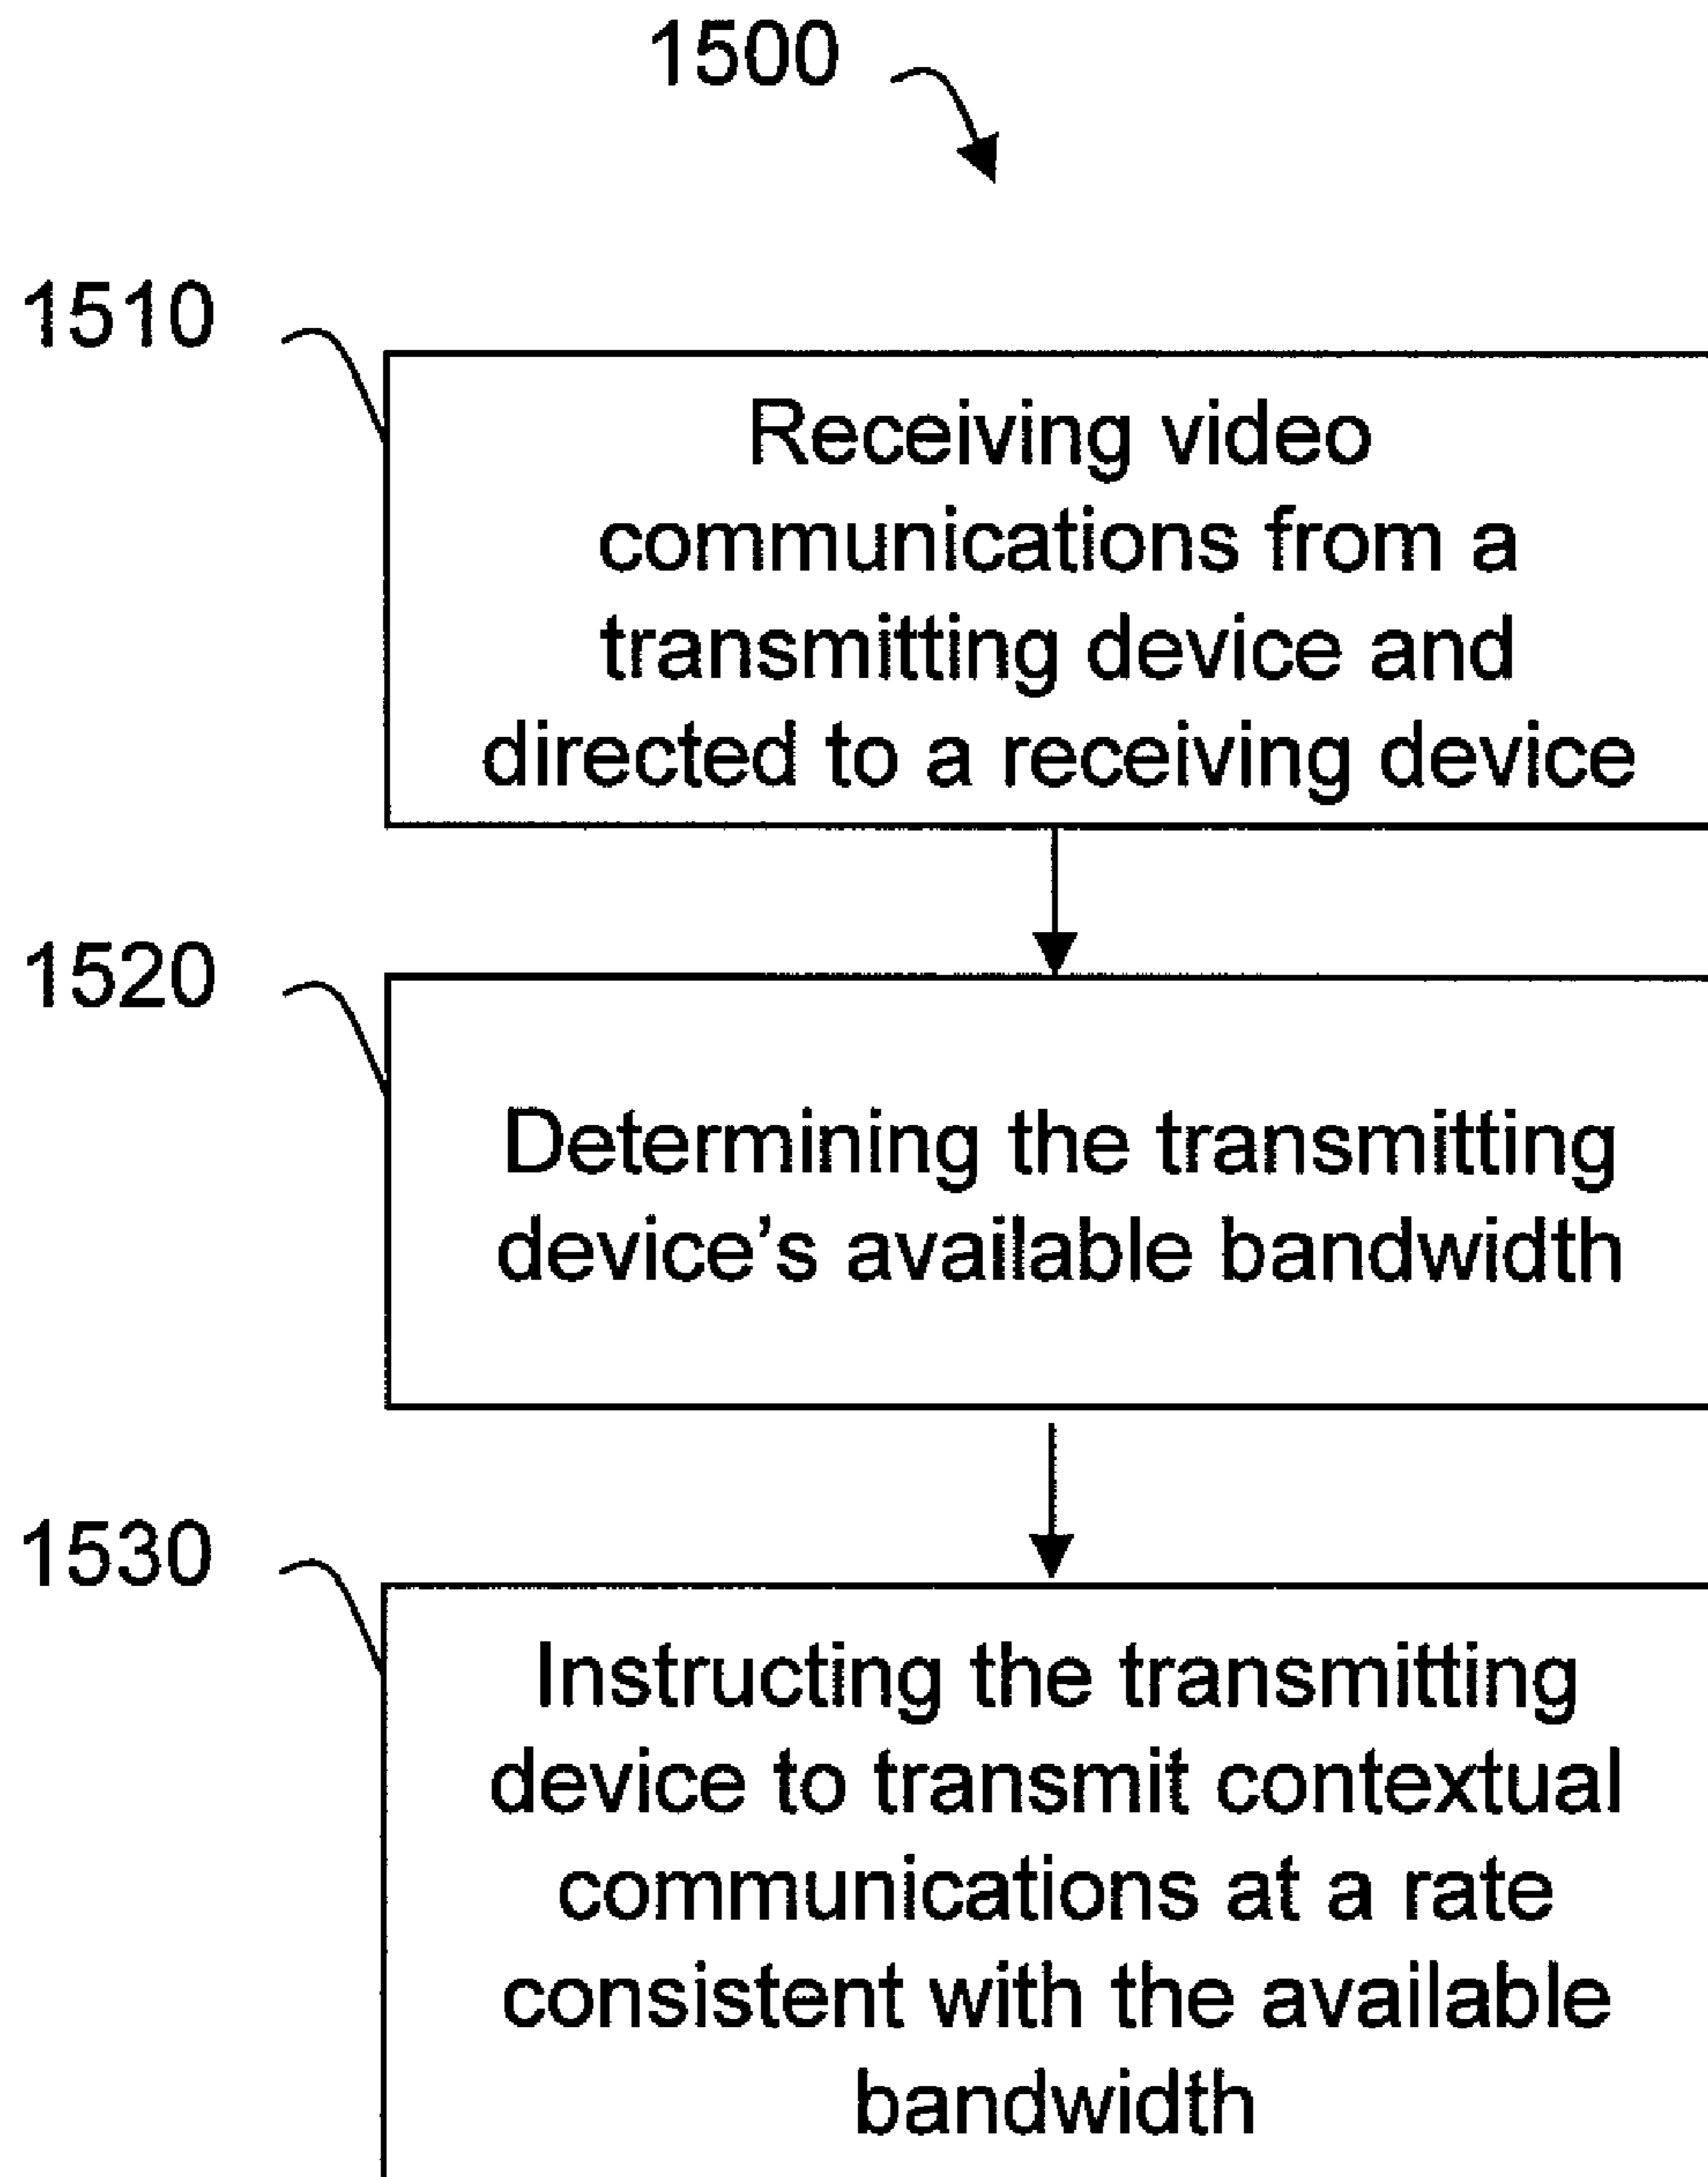 1500
1510
Receiving video
communications from a
transmitting device and
directed to a receiving device
1520
Determining the transmitting
device’s available bandwidth
1530
Instructing the transmitting
device to transmit contextual
communications at a rate
consistent with the available
bandwidth